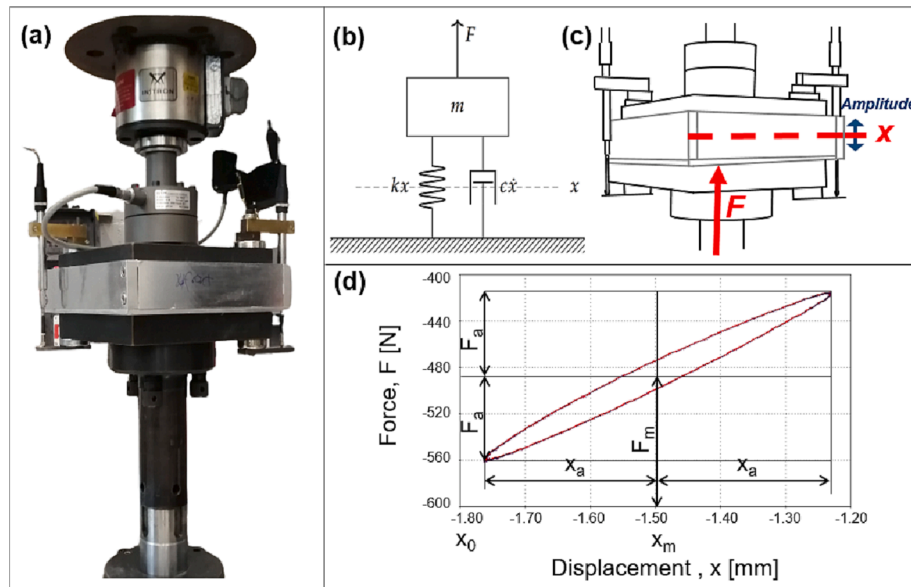 (a)
INSTRON
(b)
F
m
kx
cẋ
x
(c)
Amplitude
x
F
(d)
-400
-440
-480
-520
-560
-600
Force, F [N]
Fₐ
Fₐ
Fₘ
xₐ
xₐ
-1.80
-1.70
-1.60
-1.50
-1.40
-1.30
-1.20
x₀
xₘ
Displacement , x [mm]